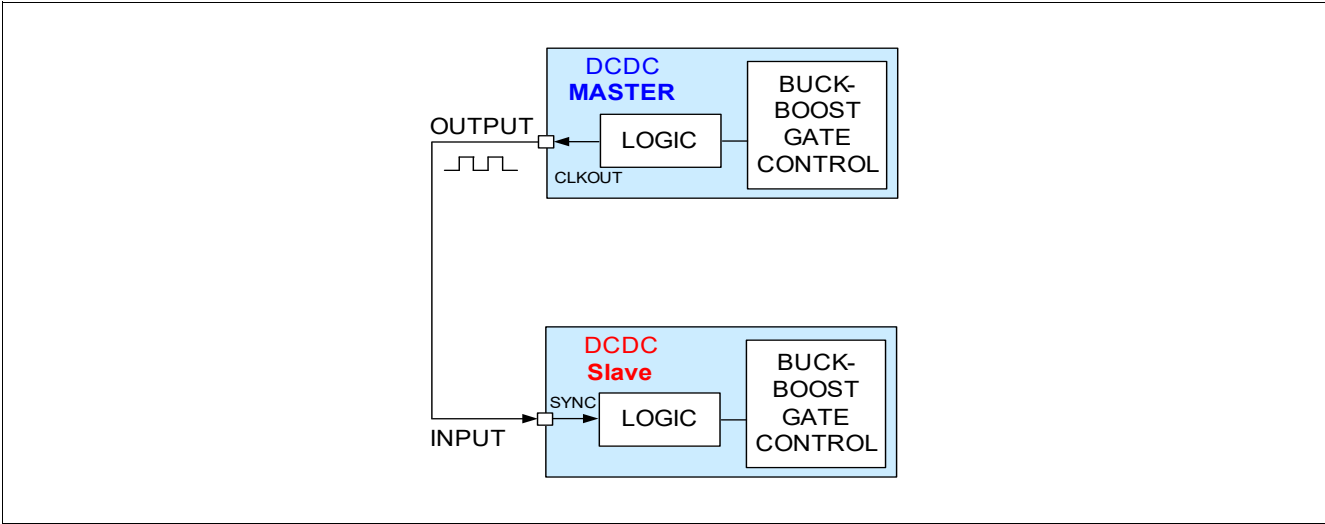 DCDC
MASTER
BUCK-
BOOST
GATE
CONTROL
OUTPUT
LOGIC
CLKOUT
DCDC
Slave
BUCK-
BOOST
GATE
CONTROL
SYNC
LOGIC
INPUT